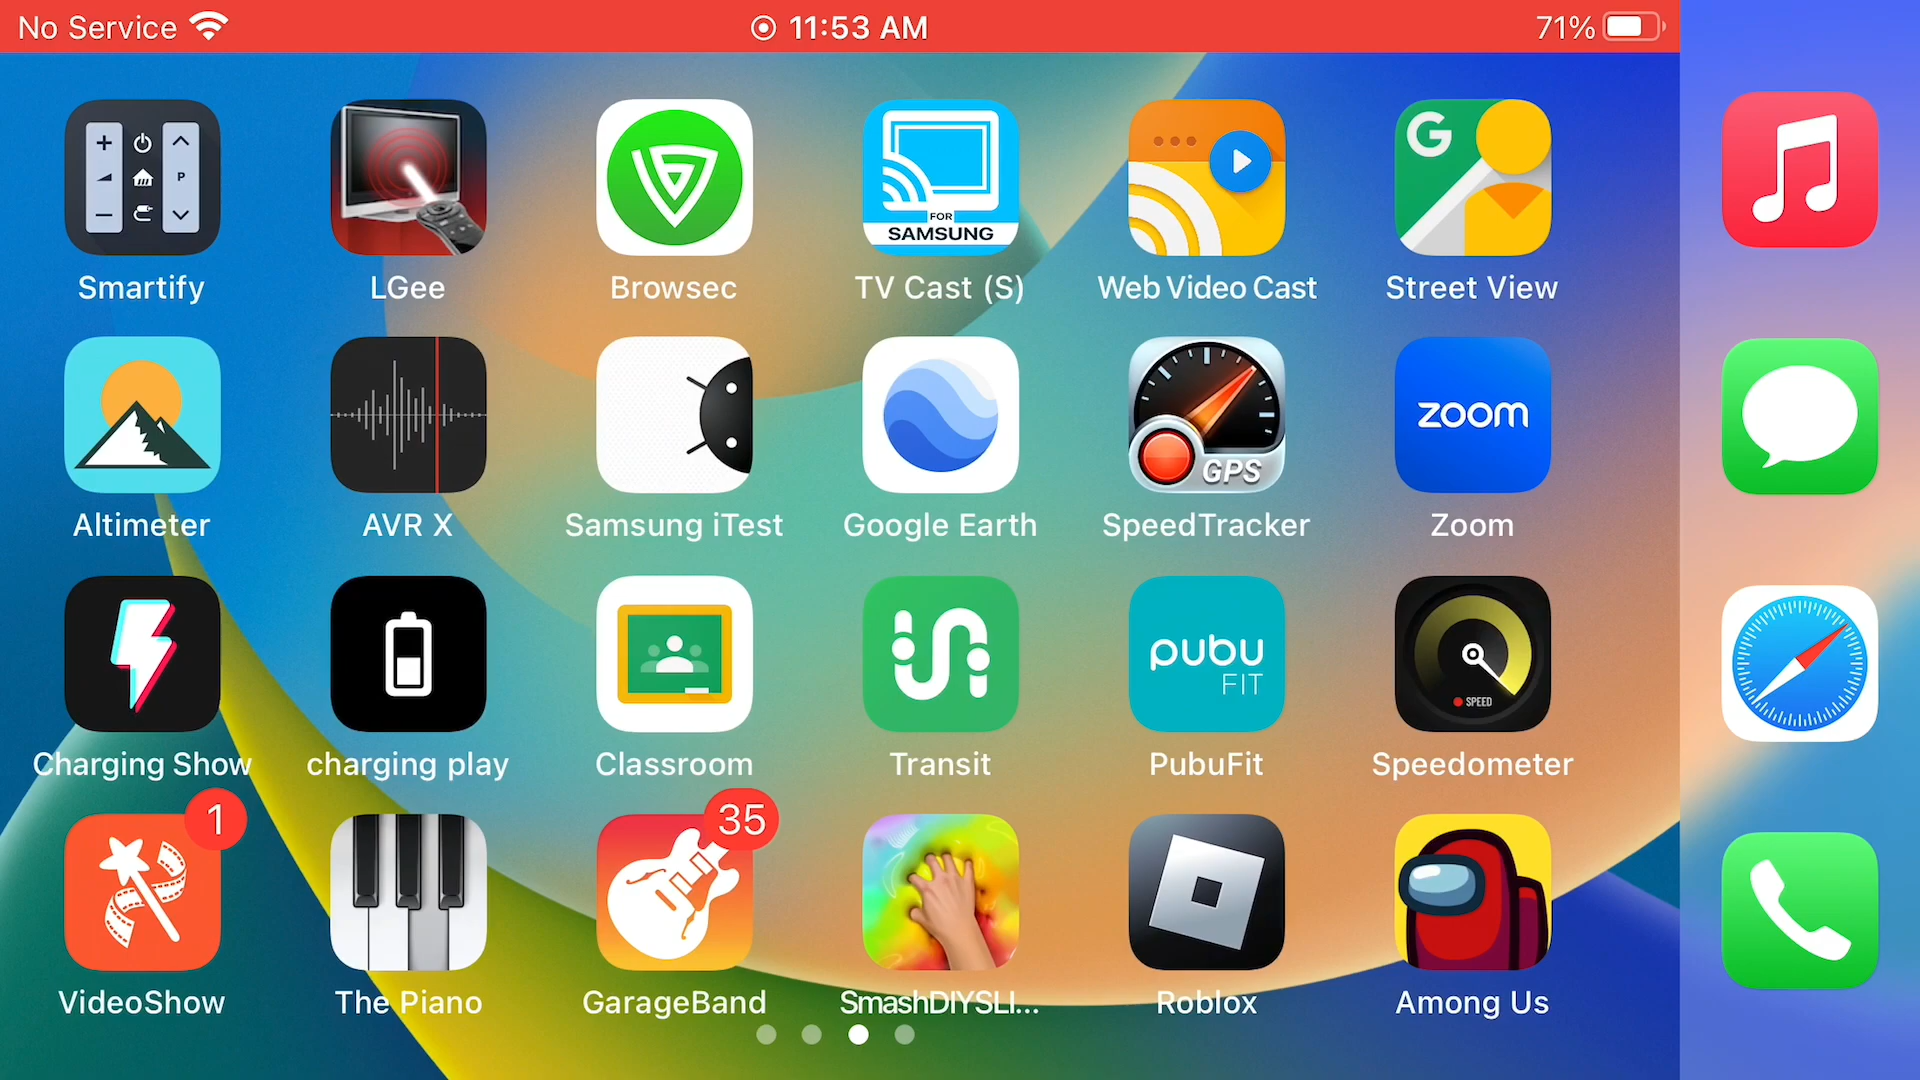 No Service 11:53 AM 71%
P
FOR
SAMSUNG
G
Smartify LGee Browsec TV Cast (S) Web Video Cast Street View
GPS
zoom
Altimeter AVR X Samsung iTest Google Earth SpeedTracker Zoom
pubu
FIT
SPEED
Charging Show charging play Classroom Transit PubuFit Speedometer
1 35
VideoShow The Piano GarageBand SmashDIYSLI... Roblox Among Us